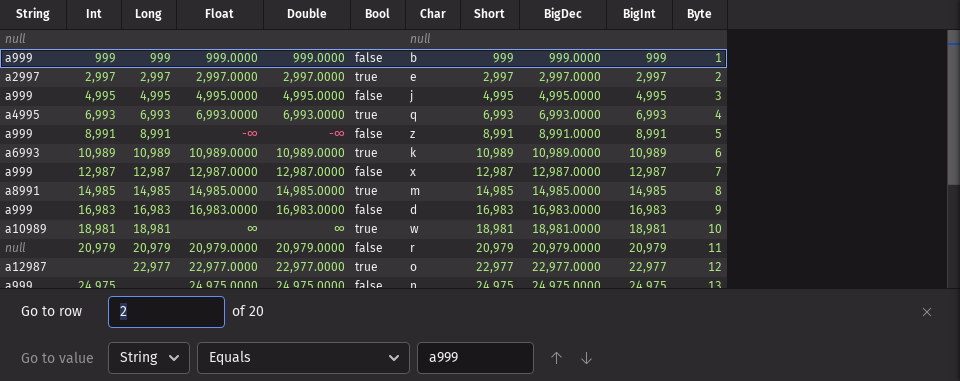 String Int Long Float Double Bool Char Short BigDec BigInt Byte
null null
a999 999 999 999.0000 999.0000 false b 999 999.0000 999 1
a2997 2,997 2,997 2,997.0000 2,997.0000 true e 2,997 2,997.0000 2,997 2
a999 4,995 4,995 4,995.0000 4,995.0000 false j 4,995 4,995.0000 4,995 3
a4995 6,993 6,993 6,993.0000 6,993.0000 true q 6,993 6,993.0000 6,993 4
a999 8,991 8,991 -∞ -∞ false z 8,991 8,991.0000 8,991 5
a6993 10,989 10,989 10,989.0000 10,989.0000 true k 10,989 10,989.0000 10,989 6
a999 12,987 12,987 12,987.0000 12,987.0000 false x 12,987 12,987.0000 12,987 7
a8991 14,985 14,985 14,985.0000 14,985.0000 true m 14,985 14,985.0000 14,985 8
a999 16,983 16,983 16,983.0000 16,983.0000 false d 16,983 16,983.0000 16,983 9
a10989 18,981 18,981 ∞ ∞ true w 18,981 18,981.0000 18,981 10
null 20,979 20,979 20,979.0000 20,979.0000 false r 20,979 20,979.0000 20,979 11
a12987 22,977 22,977.0000 22,977.0000 true o 22,977 22,977.0000 22,977 12
a999 24,975 24,975.0000 24,975.0000 false n 24,975 24,975.0000 24,975 13
Go to row 2 of 20
Go to value String Equals a999